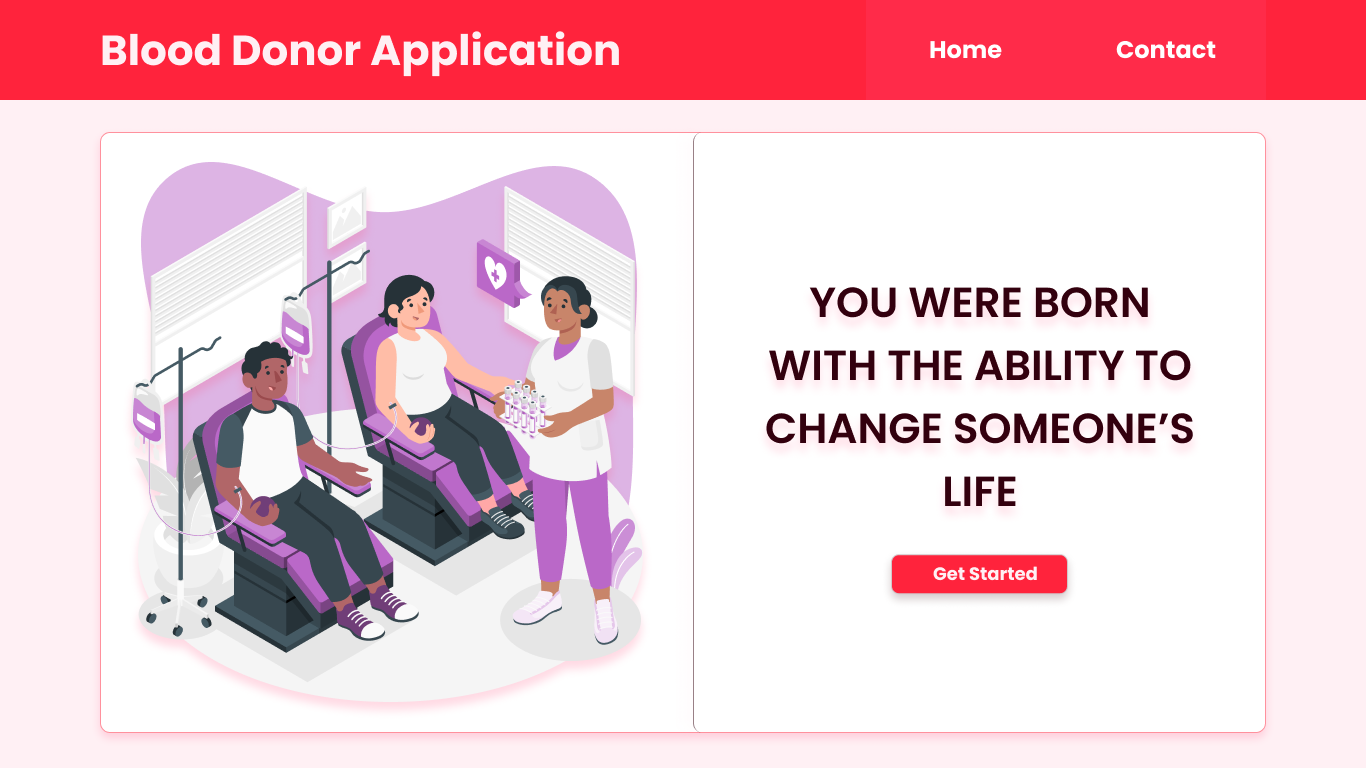 Blood Donor Application
Home
Contact
YOU WERE BORN
WITH THE ABILITY TO
CHANGE SOMEONE’S
LIFE
Get Started